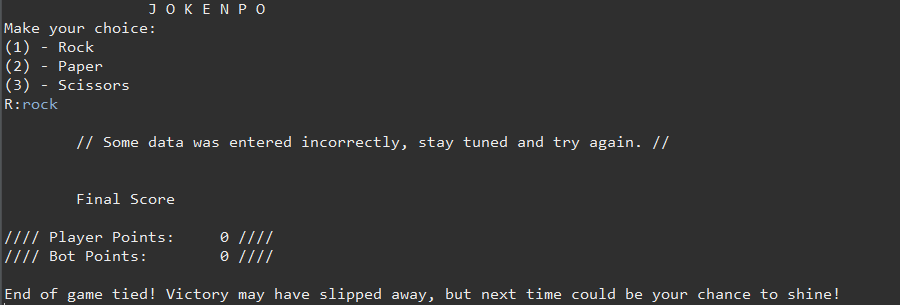 J O K E N P O
Make your choice:
(1) - Rock
(2) - Paper
(3) - Scissors
R:rock
// Some data was entered incorrectly, stay tuned and try again. //
Final Score
//// Player Points: 0 ////
//// Bot Points: 0 ////
End of game tied! Victory may have slipped away, but next time could be your chance to shine!